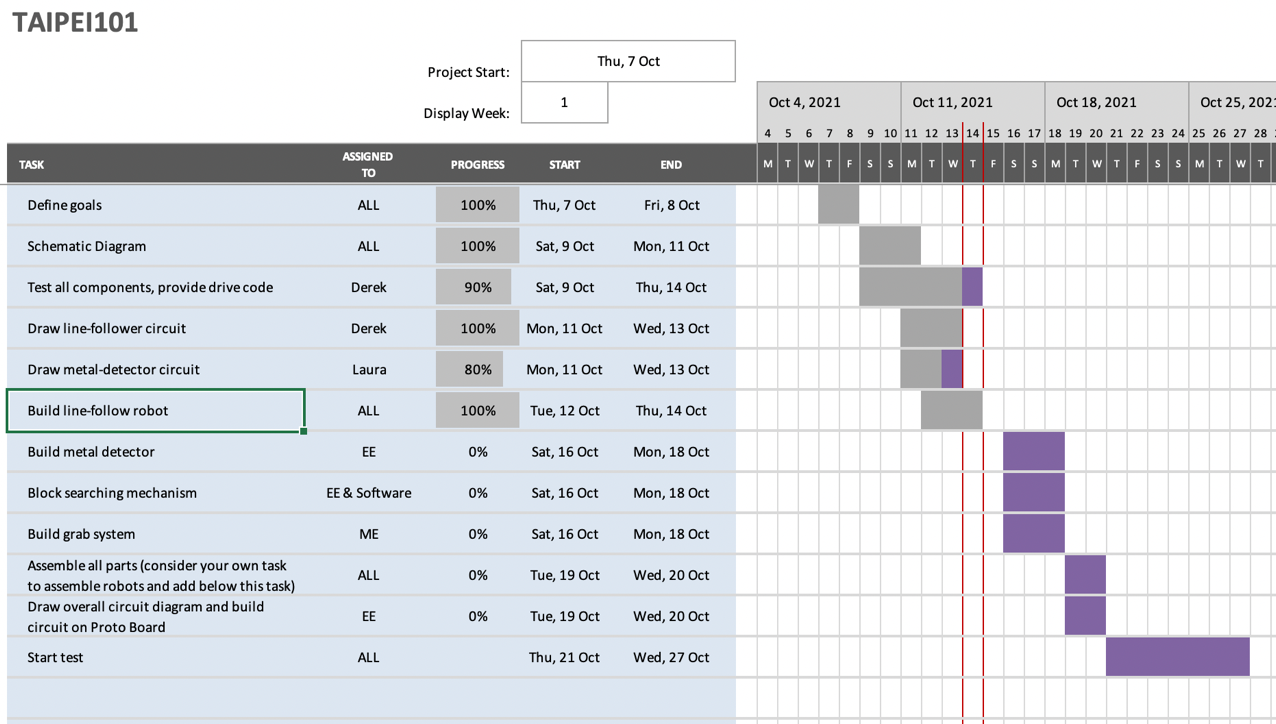 TAIPEI101
Project Start: Thu, 7 Oct
Display Week: 1
Oct 4, 2021 Oct 11, 2021 Oct 18, 2021 Oct 25, 2021
4 5 6 7 8 9 10 11 12 13 14 15 16 17 18 19 20 21 22 23 24 25 26 27 28
TASK ASSIGNED TO PROGRESS START END M T W T F S S M T W T F S S M T W T F S S M T W T
Define goals ALL 100% Thu, 7 Oct Fri, 8 Oct
Schematic Diagram ALL 100% Sat, 9 Oct Mon, 11 Oct
Test all components, provide drive code Derek 90% Sat, 9 Oct Thu, 14 Oct
Draw line-follower circuit Derek 100% Mon, 11 Oct Wed, 13 Oct
Draw metal-detector circuit Laura 80% Mon, 11 Oct Wed, 13 Oct
Build line-follow robot ALL 100% Tue, 12 Oct Thu, 14 Oct
Build metal detector EE 0% Sat, 16 Oct Mon, 18 Oct
Block searching mechanism EE & Software 0% Sat, 16 Oct Mon, 18 Oct
Build grab system ME 0% Sat, 16 Oct Mon, 18 Oct
Assemble all parts (consider your own task
to assemble robots and add below this task) ALL 0% Tue, 19 Oct Wed, 20 Oct
Draw overall circuit diagram and build
circuit on Proto Board EE 0% Tue, 19 Oct Wed, 20 Oct
Start test ALL Thu, 21 Oct Wed, 27 Oct